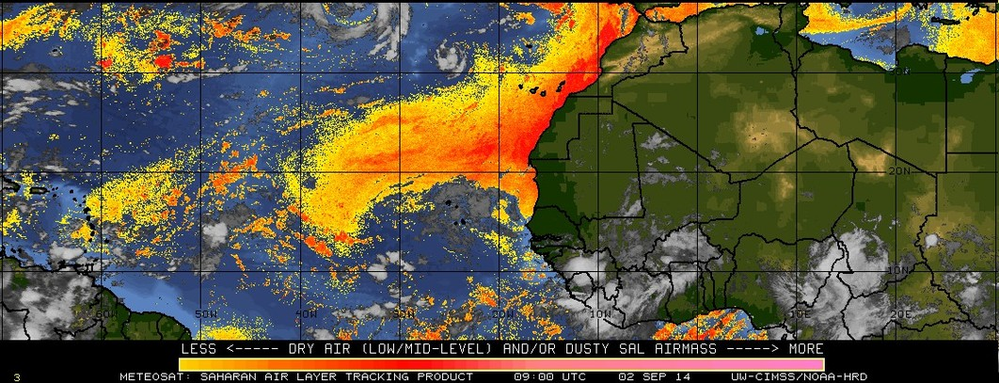 20N
10N
60W 50W 40W 30W 20W 10W 10E 20E
LESS <----- DRY AIR (LOW/MID-LEVEL) AND/OR DUSTY SAL AIRMASS -----> MORE
3 METEOSAT: SAHARAN AIR LAYER TRACKING PRODUCT 09:00 UTC 02 SEP 14 UW-CIMSS/NOAA-HRD